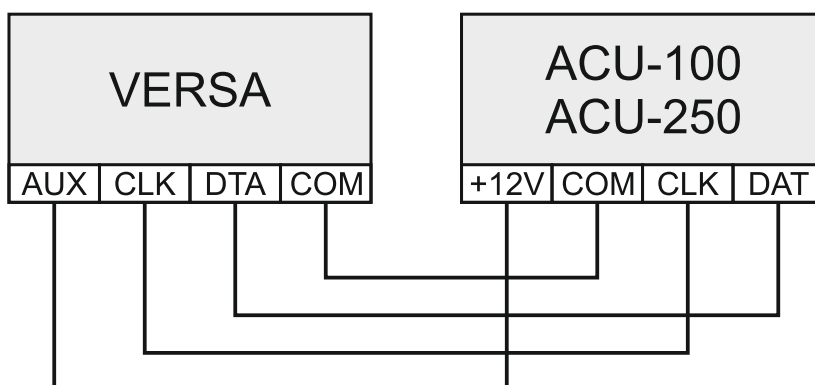 VERSA
ACU-100
ACU-250
AUX CLK DTA COM
+12V COM CLK DAT